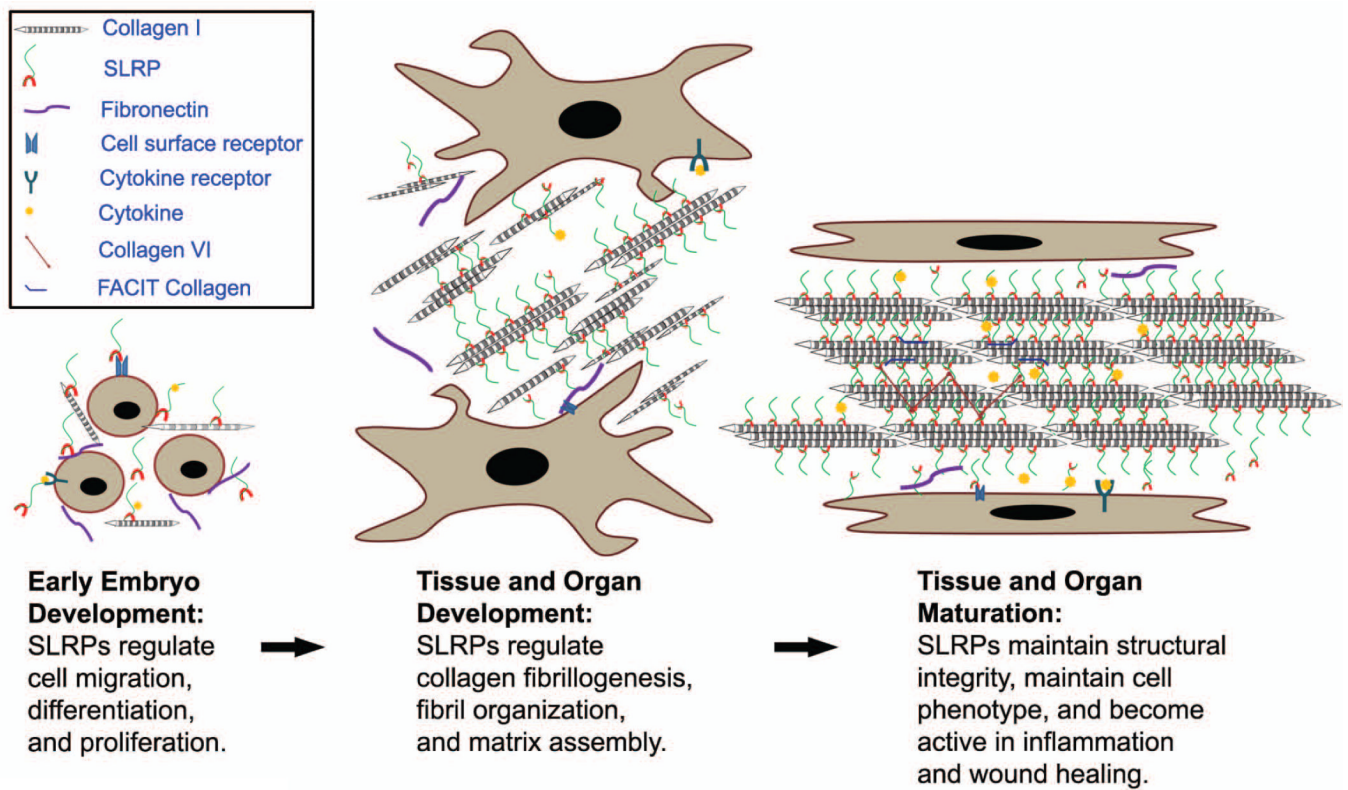 Collagen I
SLRP
Fibronectin
Cell surface receptor
Cytokine receptor
Cytokine
Collagen VI
FACIT Collagen
Early Embryo
Development:
SLRPs regulate
cell migration,
differentiation,
and proliferation.
Tissue and Organ
Development:
SLRPs regulate
collagen fibrillogenesis,
fibril organization,
and matrix assembly.
Tissue and Organ
Maturation:
SLRPs maintain structural
integrity, maintain cell
phenotype, and become
active in inflammation
and wound healing.